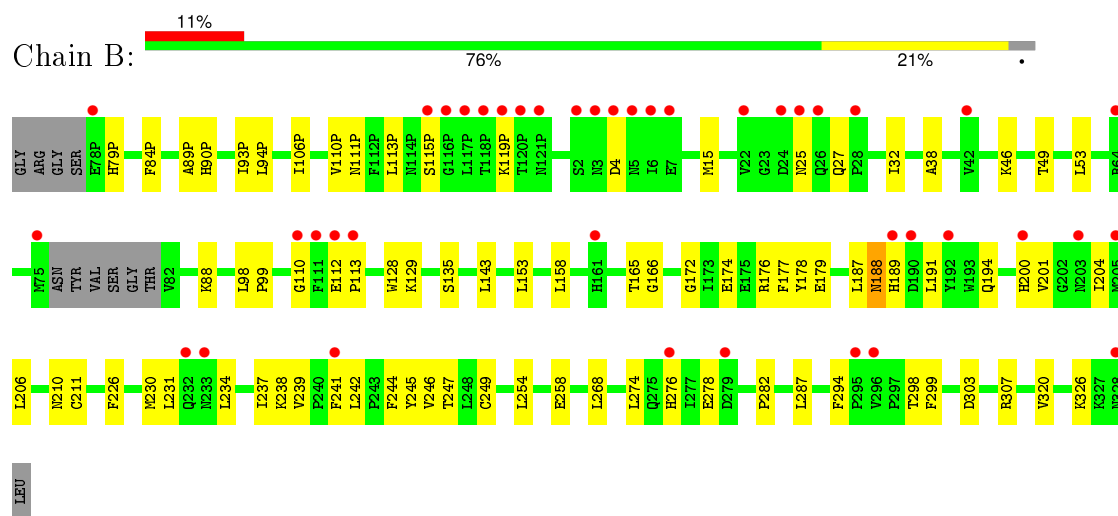 11%
Chain B:
76% 21% •
GLY ARG GLY SER E78P H79P F84P A89P H90P I93P L94P I106P V110P N111P F112P L113P N114P S115P G116P L117P T118P K119P T120P N121P S2 N3 D4 N5 I6 E7 M15 V22 G23 D24 N25 Q26 Q27 P28 I32 A38 V42 K46 T49 L53 R64
M75 ASN TYR VAL SER GLY THR V82 K88 L98 P99 G110 F111 E112 P113 W128 K129 S135 L143 L153 L158 H161 T165 G166 G172 I173 E174 E175 R176 F177 Y178 E179 L187 N188 H189 D190 L191 Y192 W193 Q194 H200 V201 G202 N203 I204 M205
L206 N210 C211 F226 M230 L231 Q232 N233 L234 I237 K238 V239 P240 F241 L242 P243 F244 Y245 V246 T247 L248 C249 L254 E258 L268 L274 Q275 H276 I277 E278 D279 P282 L287 F294 P295 V296 P297 T298 F299 D303 R307 V320 K326 K327 N328
LEU